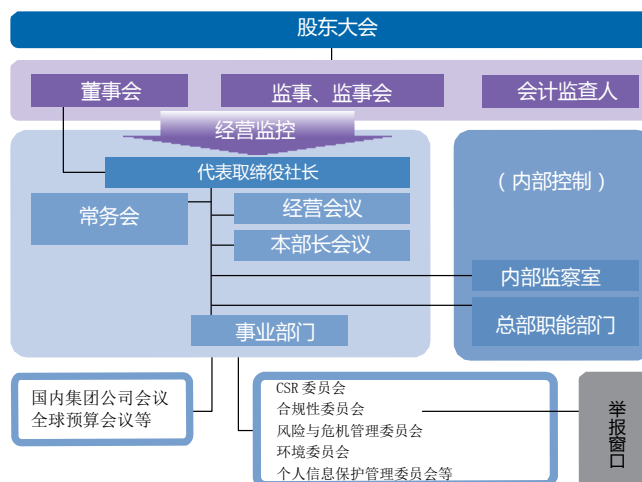 股东大会
董事会
监事、监事会
会计监查人
经营监控
代表取缔役社长
常务会
经营会议
本部长会议
（内部控制）
内部监察室
总部职能部门
事业部门
国内集团公司会议
全球预算会议等
CSR 委员会
合规性委员会
风险与危机管理委员会
环境委员会
个人信息保护管理委员会等
举报窗口